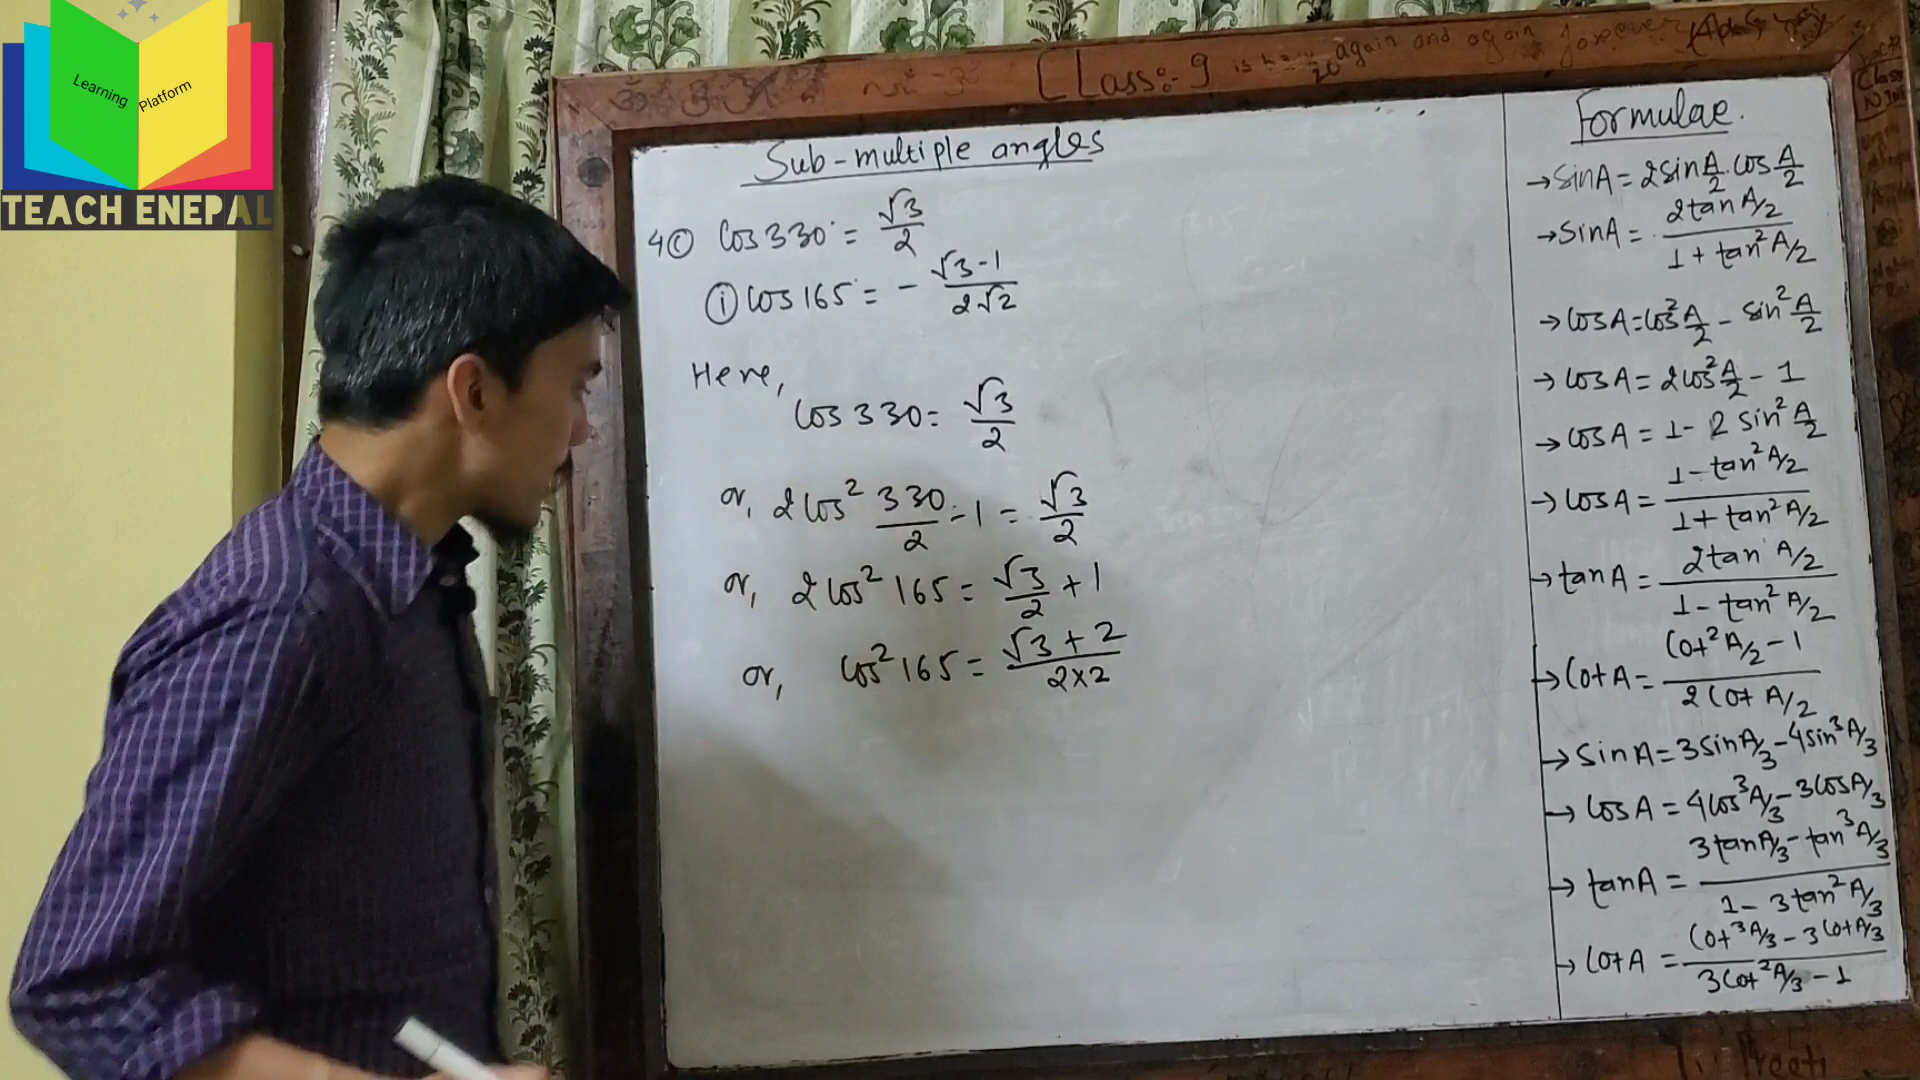 Learning Platform
TEACH ENEPAL
Class:- 9 is again and again forever
Sub-multiple angles
4© Cos330° = √3/2
ⓘ Cos165° = - √3-1/2√2
Here,
Cos330 = √3/2
or, 2Cos² 330/2 - 1 = √3/2
or, 2Cos² 165 = √3/2 + 1
or, Cos² 165 = √3+2/2×2
Formulae.
→ SinA = 2sin A/2 . cos A/2
→ SinA = 2tan A/2 / 1 + tan² A/2
→ CosA = Cos² A/2 - sin² A/2
→ CosA = 2Cos² A/2 - 1
→ CosA = 1 - 2 sin² A/2
→ CosA = 1 - tan² A/2 / 1 + tan² A/2
→ tanA = 2tan A/2 / 1 - tan² A/2
→ CotA = Cot² A/2 - 1 / 2 Cot A/2
→ SinA = 3sinA/3 - 4sin³A/3
→ CosA = 4Cos³A/3 - 3CosA/3
→ tanA = 3tanA/3 - tan³A/3 / 1 - 3tan²A/3
→ CotA = Cot³A/3 - 3CotA/3 / 3Cot²A/3 - 1